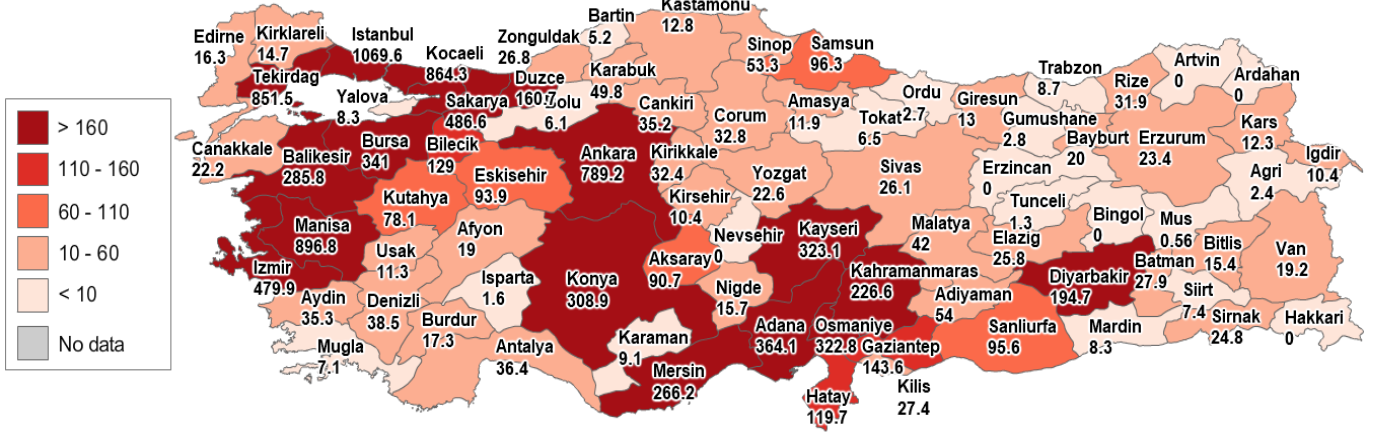 Kastamonu
12.8
Bartin
5.2
Edirne
16.3
Kirklareli
14.7
Istanbul
1069.6
Kocaeli
864.3
Zonguldak
26.8
Sinop
53.3
Samsun
96.3
Artvin
0
Ardahan
0
Trabzon
8.7
Rize
31.9
Tekirdag
851.5
Yalova
8.3
Sakarya
486.6
Duzce
160.7
Bolu
6.1
Karabuk
49.8
Cankiri
35.2
Corum
32.8
Amasya
11.9
Tokat
6.5
Ordu
2.7
Giresun
13
Gumushane
2.8
Bayburt
20
Erzurum
23.4
Kars
12.3
Igdir
10.4
Agri
2.4
> 160
110 - 160
60 - 110
10 - 60
< 10
No data
Canakkale
22.2
Balikesir
285.8
Bursa
341
Bilecik
129
Eskisehir
93.9
Kutahya
78.1
Ankara
789.2
Kirikkale
32.4
Kirsehir
10.4
Yozgat
22.6
Sivas
26.1
Erzincan
0
Tunceli
1.3
Bingol
0
Mus
0.56
Bitlis
15.4
Van
19.2
Manisa
896.8
Izmir
479.9
Usak
11.3
Afyon
19
Isparta
1.6
Konya
308.9
Aksaray
90.7
Nevsehir
0
Nigde
15.7
Kayseri
323.1
Malatya
42
Elazig
25.8
Kahramanmaras
226.6
Adiyaman
54
Diyarbakir
194.7
Batman
27.9
Siirt
7.4
Sirnak
24.8
Hakkari
0
Aydin
35.3
Denizli
38.5
Burdur
17.3
Mugla
7.1
Antalya
36.4
Karaman
9.1
Mersin
266.2
Adana
364.1
Osmaniye
322.8
Gaziantep
143.6
Kilis
27.4
Hatay
119.7
Sanliurfa
95.6
Mardin
8.3